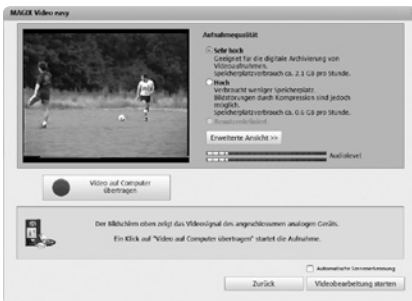 MAGIX Video easy
Aufnahmequalität
Sehr hoch
Geeignet für die digitale Archivierung von
Videoaufnahmen.
Speicherplatzverbrauch ca. 2.1 GB pro Stunde.
Hoch
Verbraucht weniger Speicherplatz.
Bildstörungen durch Kompression sind jedoch
möglich.
Speicherplatzverbrauch ca. 0.6 GB pro Stunde.
Benutzerdefiniert
Erweiterte Ansicht >>
Audiolevel
Video auf Computer
übertragen
Der Bildschirm oben zeigt das Videosignal des angeschlossenen analogen Geräts.
Ein Klick auf "Video auf Computer übertragen" startet die Aufnahme.
Automatische Szenenerkennung
Zurück
Videobearbeitung starten